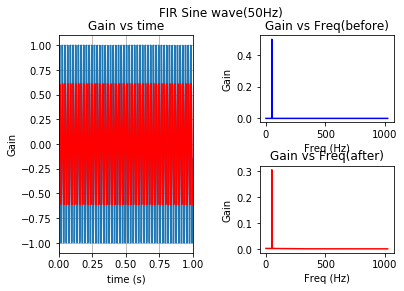 FIR Sine wave(50Hz)
Gain vs time
Gain
1.00
0.75
0.50
0.25
0.00
−0.25
−0.50
−0.75
−1.00
0.00 0.25 0.50 0.75 1.00
time (s)
Gain vs Freq(before)
Gain
0.4
0.2
0.0
0 500 1000
Freq (Hz)
Gain vs Freq(after)
Gain
0.3
0.2
0.1
0.0
0 500 1000
Freq (Hz)